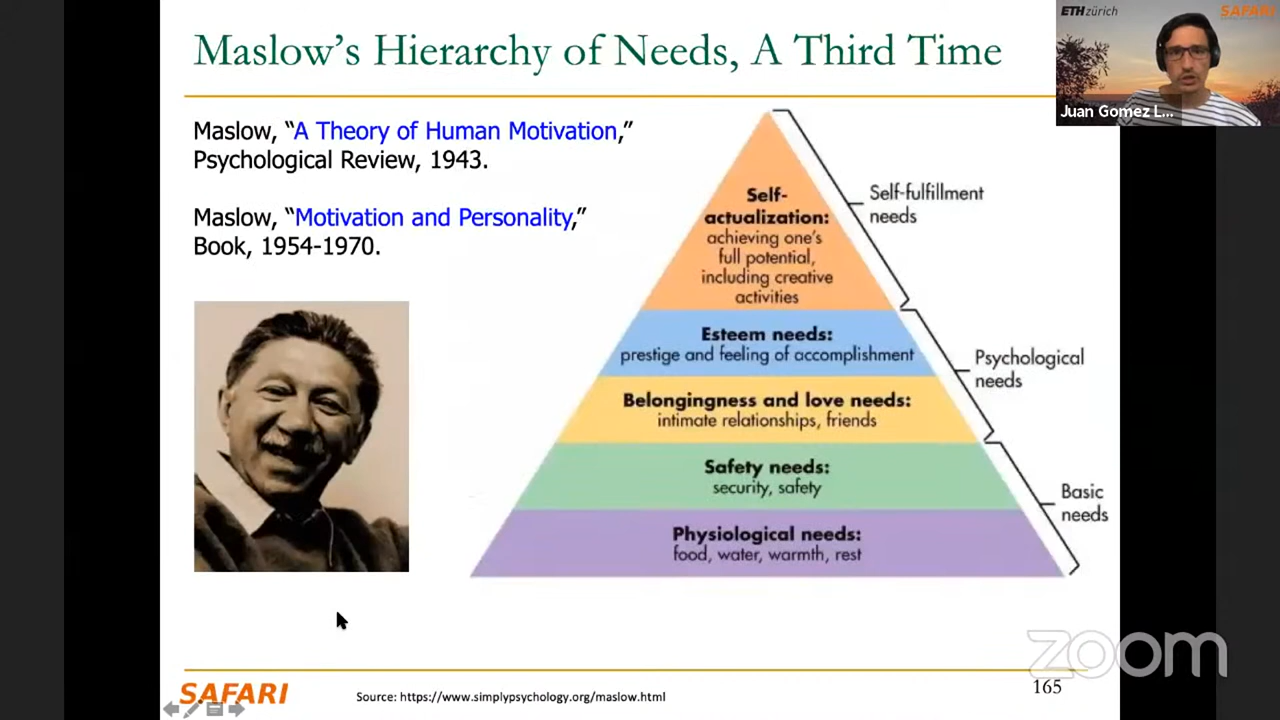 Maslow's Hierarchy of Needs, A Third Time
ETH zürich
SAFARI
Juan Gomez L...
Maslow, “A Theory of Human Motivation,”
Psychological Review, 1943.
Maslow, “Motivation and Personality,”
Book, 1954-1970.
Self-
actualization:
achieving one's
full potential,
including creative
activities
Self-fulfillment
needs
Esteem needs:
prestige and feeling of accomplishment
Belongingness and love needs:
intimate relationships, friends
Psychological
needs
Safety needs:
security, safety
Physiological needs:
food, water, warmth, rest
Basic
needs
zoom
SAFARI
Source: https://www.simplypsychology.org/maslow.html
165